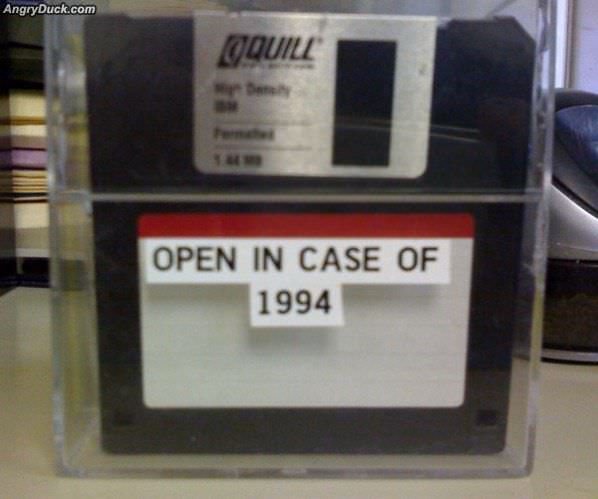 AngryDuck.com
QUILL
High Density
IBM
Formatted
1.44 MB
OPEN IN CASE OF
1994